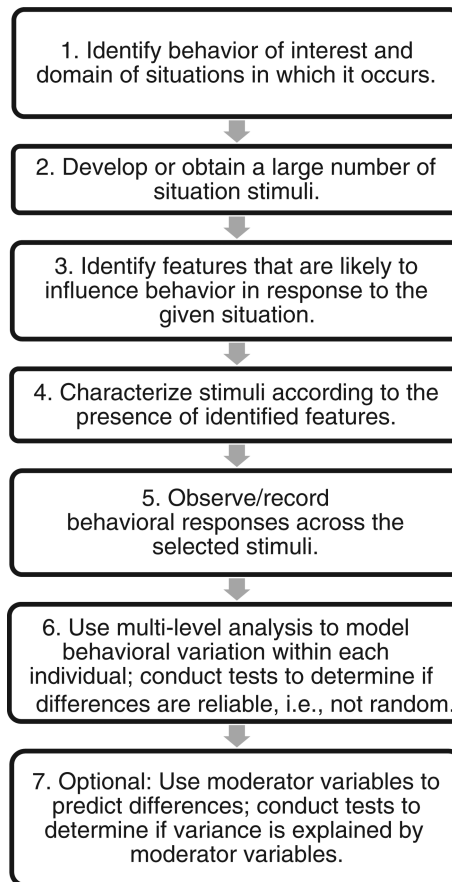 1. Identify behavior of interest and
domain of situations in which it occurs.
2. Develop or obtain a large number of
situation stimuli.
3. Identify features that are likely to
influence behavior in response to the
given situation.
4. Characterize stimuli according to the
presence of identified features.
5. Observe/record
behavioral responses across the
selected stimuli.
6. Use multi-level analysis to model
behavioral variation within each
individual; conduct tests to determine if
differences are reliable, i.e., not random.
7. Optional: Use moderator variables to
predict differences; conduct tests to
determine if variance is explained by
moderator variables.